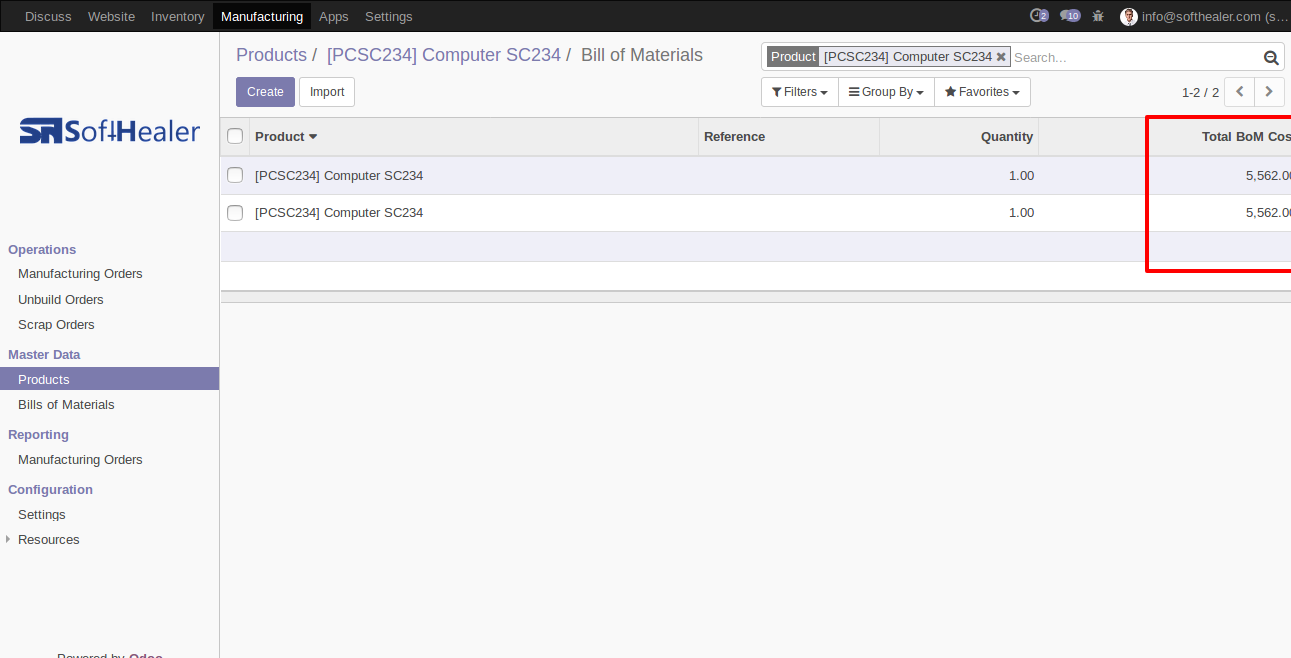 Discuss Website Inventory Manufacturing Apps Settings 2 10 info@softhealer.com (s...
Products / [PCSC234] Computer SC234 / Bill of Materials
Product [PCSC234] Computer SC234 Search...
Create Import
Filters Group By Favorites 1-2 / 2
SoftHealer
Product Reference Quantity Total BoM Cos
[PCSC234] Computer SC234 1.00 5,562.00
[PCSC234] Computer SC234 1.00 5,562.00
Operations
Manufacturing Orders
Unbuild Orders
Scrap Orders
Master Data
Products
Bills of Materials
Reporting
Manufacturing Orders
Configuration
Settings
Resources
Powered by Odoo